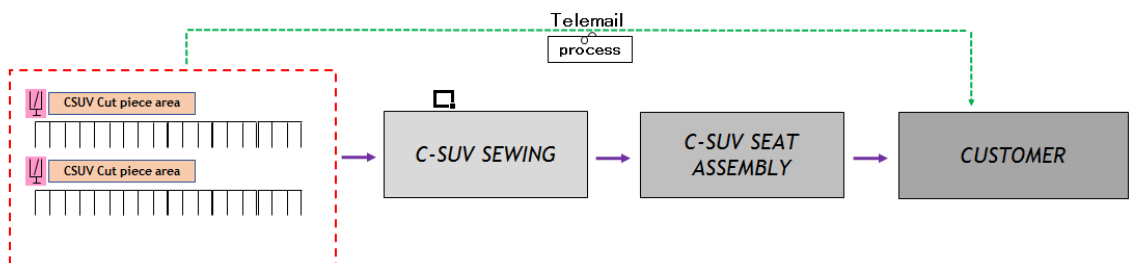 Telemail
process
CSUV Cut piece area
CSUV Cut piece area
C-SUV SEWING
C-SUV SEAT
ASSEMBLY
CUSTOMER